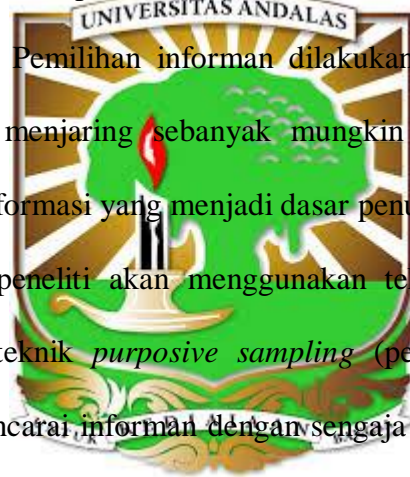 UNIVERSITAS ANDALAS
Pemilihan informan dilakukan
menjaring sebanyak mungkin
formasi yang menjadi dasar penu
peneliti akan menggunakan te
teknik purposive sampling (pe
ncarai informan dengan sengaja